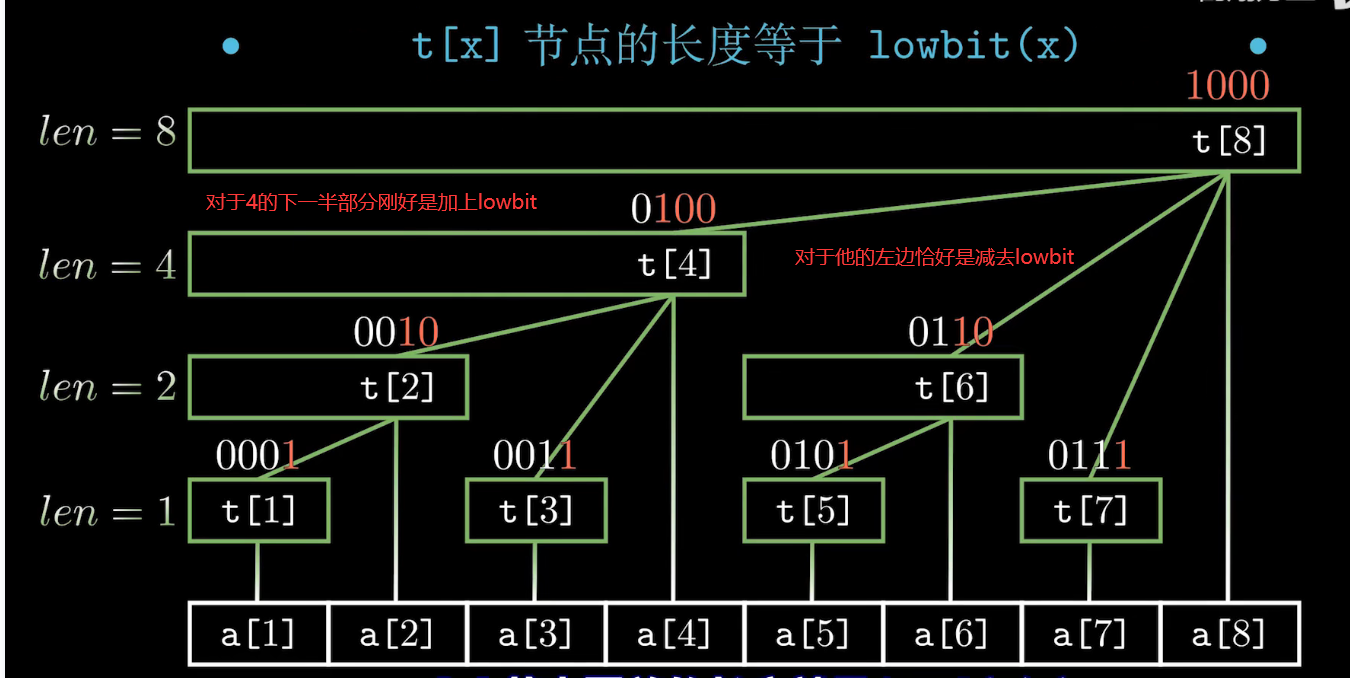 t[x] 节点的长度等于 lowbit(x)
1000
len = 8
t[8]
对于4的下一半部分刚好是加上lowbit
0100
对于他的左边恰好是减去lowbit
len = 4
t[4]
0010
0110
len = 2
t[2]
t[6]
0001
0011
0101
0111
len = 1
t[1]
t[3]
t[5]
t[7]
a[1]
a[2]
a[3]
a[4]
a[5]
a[6]
a[7]
a[8]